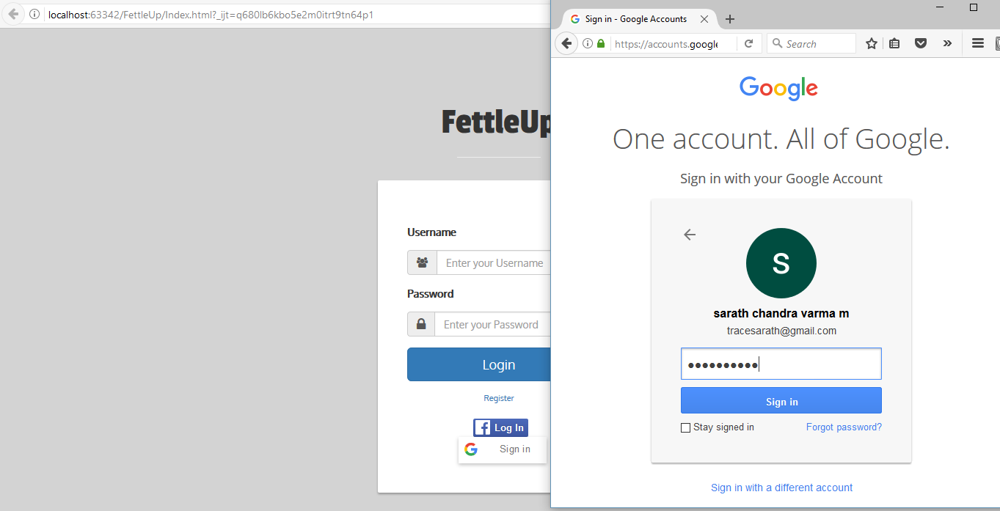 localhost:63342/FettleUp/Index.html?_ijt=q680lb6kbo5e2m0itrt9tn64p1
FettleUp
Username
Enter your Username
Password
Enter your Password
Login
Register
Log In
Sign in
Sign in - Google Accounts
https://accounts.google
Search
Google
One account. All of Google.
Sign in with your Google Account
S
sarath chandra varma m
tracesarath@gmail.com
Sign in
Stay signed in Forgot password?
Sign in with a different account